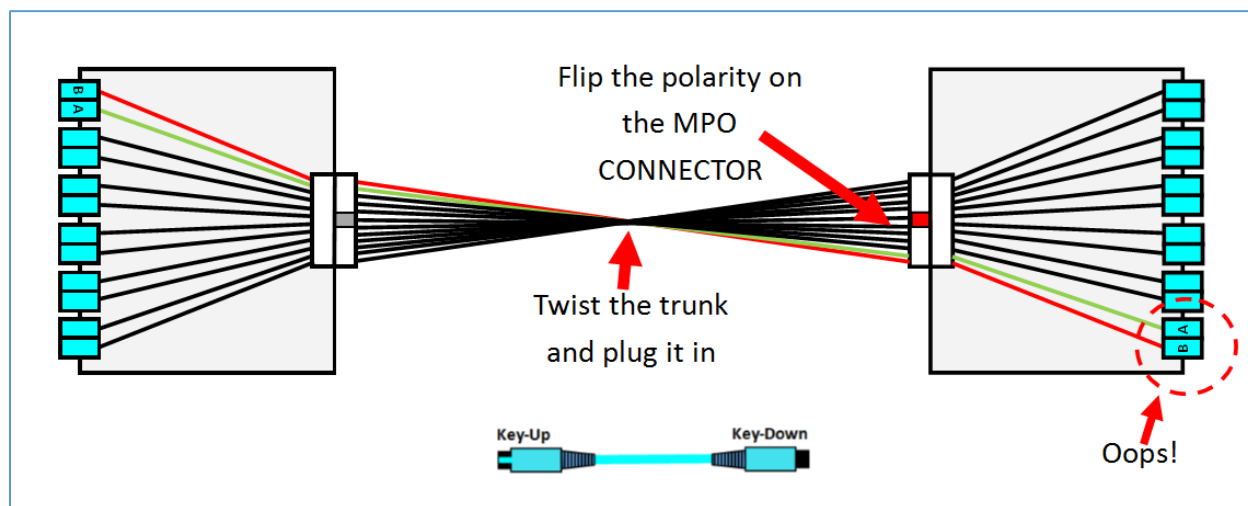 B
A
Flip the polarity on
the MPO
CONNECTOR
Twist the trunk
and plug it in
A
B
Key-Up
Key-Down
Oops!